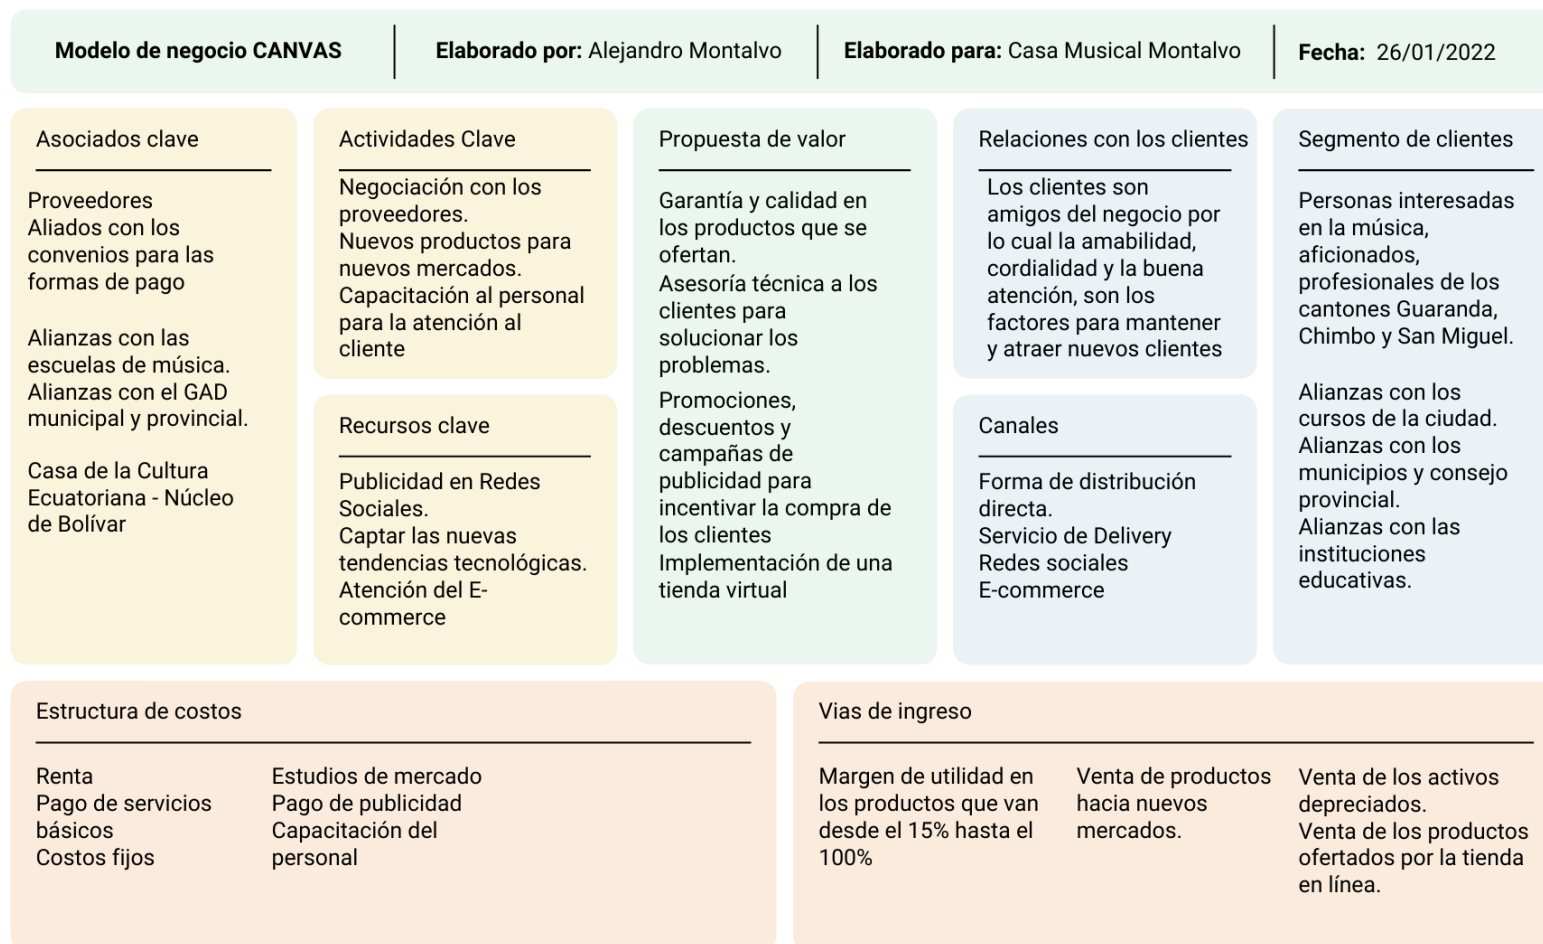 Modelo de negocio CANVAS
Elaborado por: Alejandro Montalvo
Elaborado para: Casa Musical Montalvo
Fecha: 26/01/2022
Asociados clave
Proveedores
Aliados con los
convenios para las
formas de pago
Alianzas con las
escuelas de música.
Alianzas con el GAD
municipal y provincial.
Casa de la Cultura
Ecuatoriana - Núcleo
de Bolívar
Actividades Clave
Negociación con los
proveedores.
Nuevos productos para
nuevos mercados.
Capacitación al personal
para la atención al
cliente
Recursos clave
Publicidad en Redes
Sociales.
Captar las nuevas
tendencias tecnológicas.
Atención del E-
commerce
Propuesta de valor
Garantía y calidad en
los productos que se
ofertan.
Asesoría técnica a los
clientes para
solucionar los
problemas.
Promociones,
descuentos y
campañas de
publicidad para
incentivar la compra de
los clientes
Implementación de una
tienda virtual
Relaciones con los clientes
Los clientes son
amigos del negocio por
lo cual la amabilidad,
cordialidad y la buena
atención, son los
factores para mantener
y atraer nuevos clientes
Canales
Forma de distribución
directa.
Servicio de Delivery
Redes sociales
E-commerce
Segmento de clientes
Personas interesadas
en la música,
aficionados,
profesionales de los
cantones Guaranda,
Chimbo y San Miguel.
Alianzas con los
cursos de la ciudad.
Alianzas con los
municipios y consejo
provincial.
Alianzas con las
instituciones
educativas.
Estructura de costos
Renta
Pago de servicios
básicos
Costos fijos
Estudios de mercado
Pago de publicidad
Capacitación del
personal
Vias de ingreso
Margen de utilidad en
los productos que van
desde el 15% hasta el
100%
Venta de productos
hacia nuevos
mercados.
Venta de los activos
depreciados.
Venta de los productos
ofertados por la tienda
en línea.